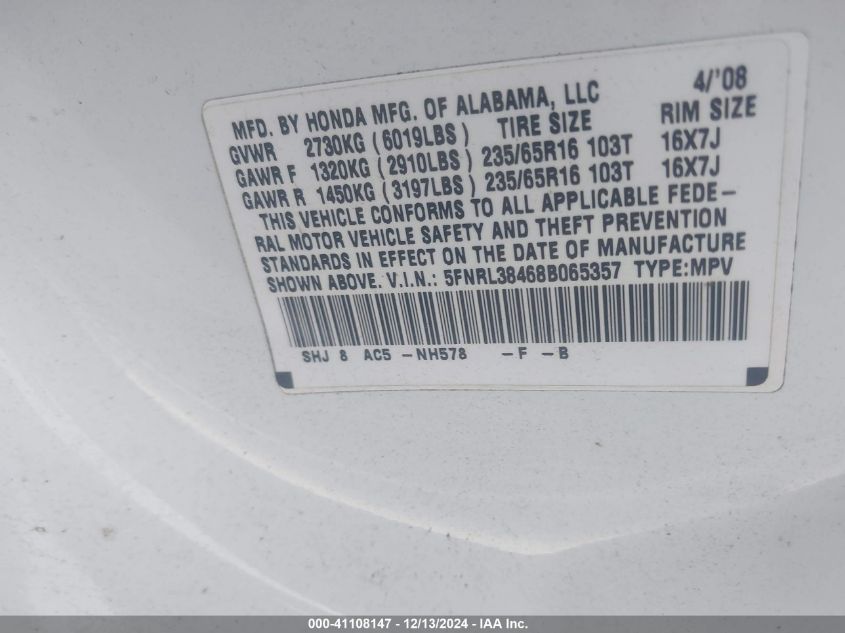 MFD. BY HONDA MFG. OF ALABAMA, LLC 4/'08
GVWR 2730KG (6019LBS) TIRE SIZE RIM SIZE
GAWR F 1320KG (2910LBS) 235/65R16 103T 16X7J
GAWR R 1450KG (3197LBS) 235/65R16 103T 16X7J
THIS VEHICLE CONFORMS TO ALL APPLICABLE FEDE-
RAL MOTOR VEHICLE SAFETY AND THEFT PREVENTION
STANDARDS IN EFFECT ON THE DATE OF MANUFACTURE
SHOWN ABOVE. V.I.N.: 5FNRL38468B065357 TYPE:MPV
SHJ 8 AC5 -NH578 -F -B
000-41108147 - 12/13/2024 - IAA Inc.